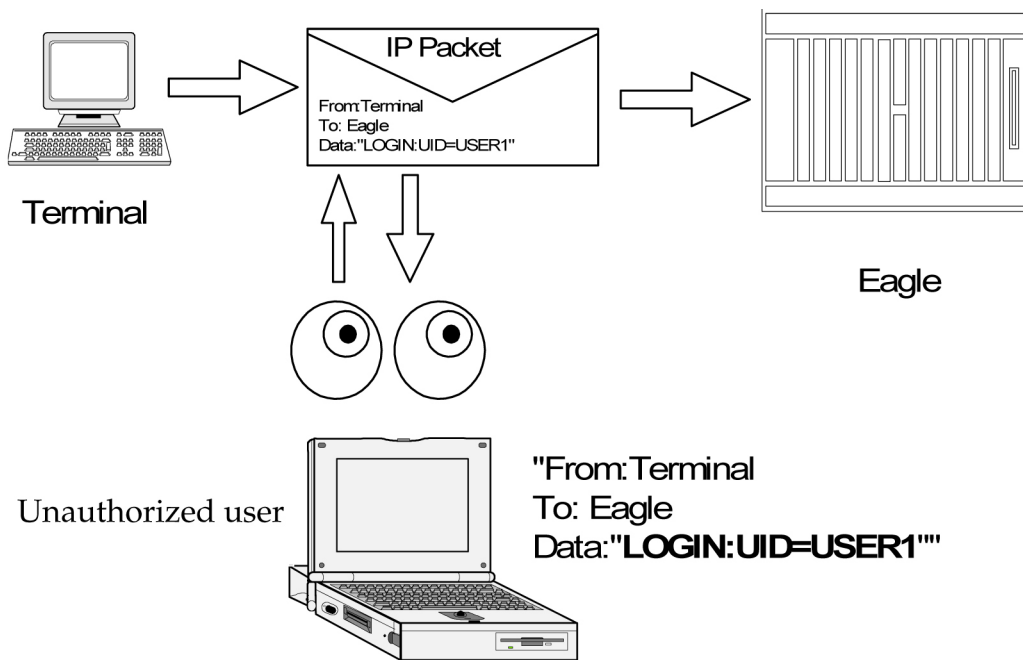 IP Packet
From:Terminal
To: Eagle
Data:"LOGIN:UID=USER1"
Terminal
Eagle
Unauthorized user
"From:Terminal
To: Eagle
Data:"LOGIN:UID=USER1""